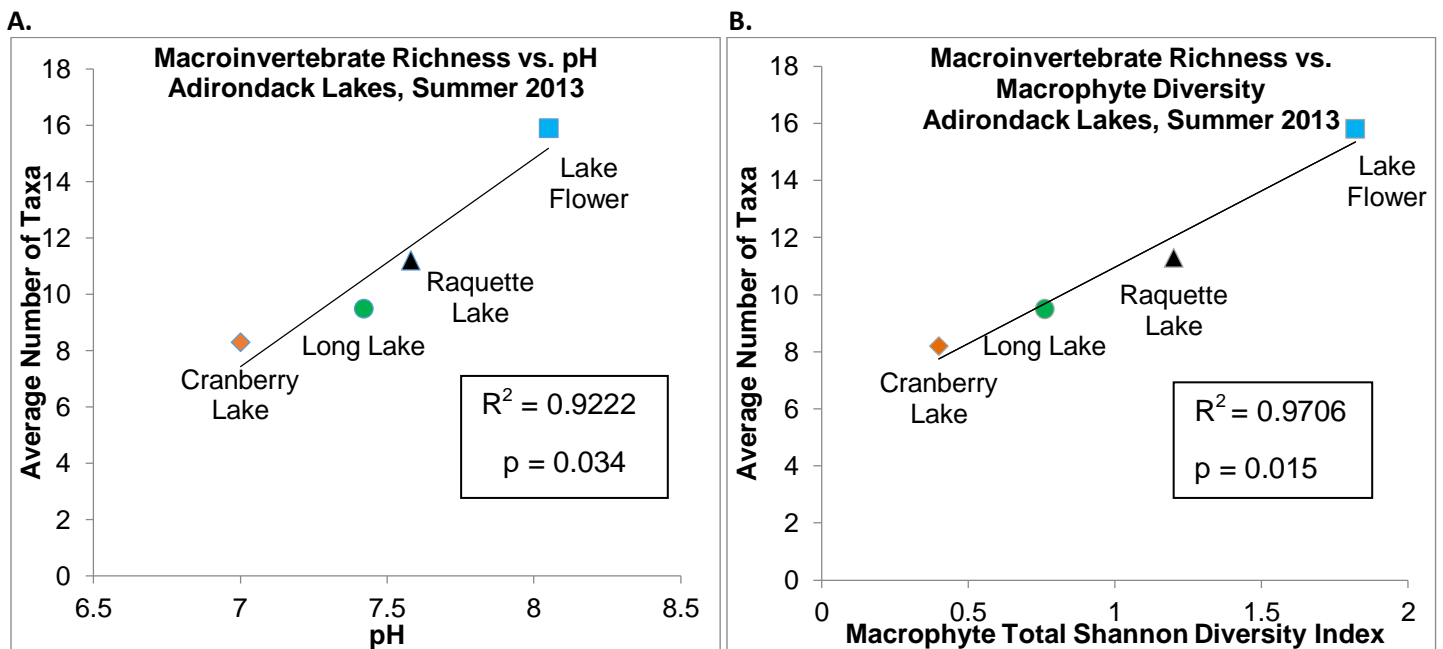 A.
Macroinvertebrate Richness vs. pH
Adirondack Lakes, Summer 2013
Average Number of Taxa
18
16
14
12
10
8
6
4
2
0
Lake
Flower
Raquette
Lake
Long Lake
Cranberry
Lake
R² = 0.9222
p = 0.034
6.5 7 7.5 8 8.5
pH
B.
Macroinvertebrate Richness vs.
Macrophyte Diversity
Adirondack Lakes, Summer 2013
Average Number of Taxa
18
16
14
12
10
8
6
4
2
0
Lake
Flower
Raquette
Lake
Long Lake
Cranberry
Lake
R² = 0.9706
p = 0.015
0 0.5 1 1.5 2
Macrophyte Total Shannon Diversity Index